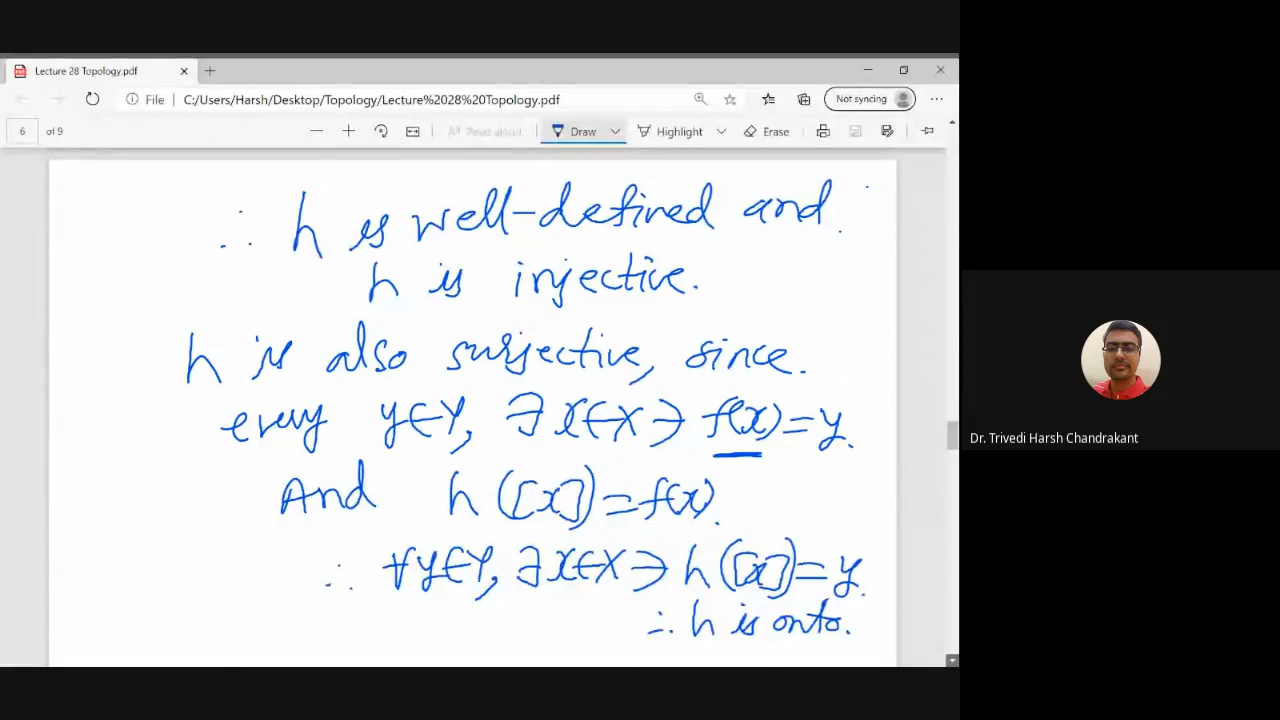 Lecture 28 Topology.pdf
File C:/Users/Harsh/Desktop/Topology/Lecture%2028%20Topology.pdf Not syncing
6 of 9 Read aloud Draw Highlight Erase
∴ h is well-defined and
h is injective.
h is also surjective, since
every y∈Y, ∃ x∈X ∋ f(x)=y.
And h([x])=f(x).
∴ ∀y∈Y, ∃x∈X ∋ h([x])=y.
∴ h is onto.
Dr. Trivedi Harsh Chandrakant